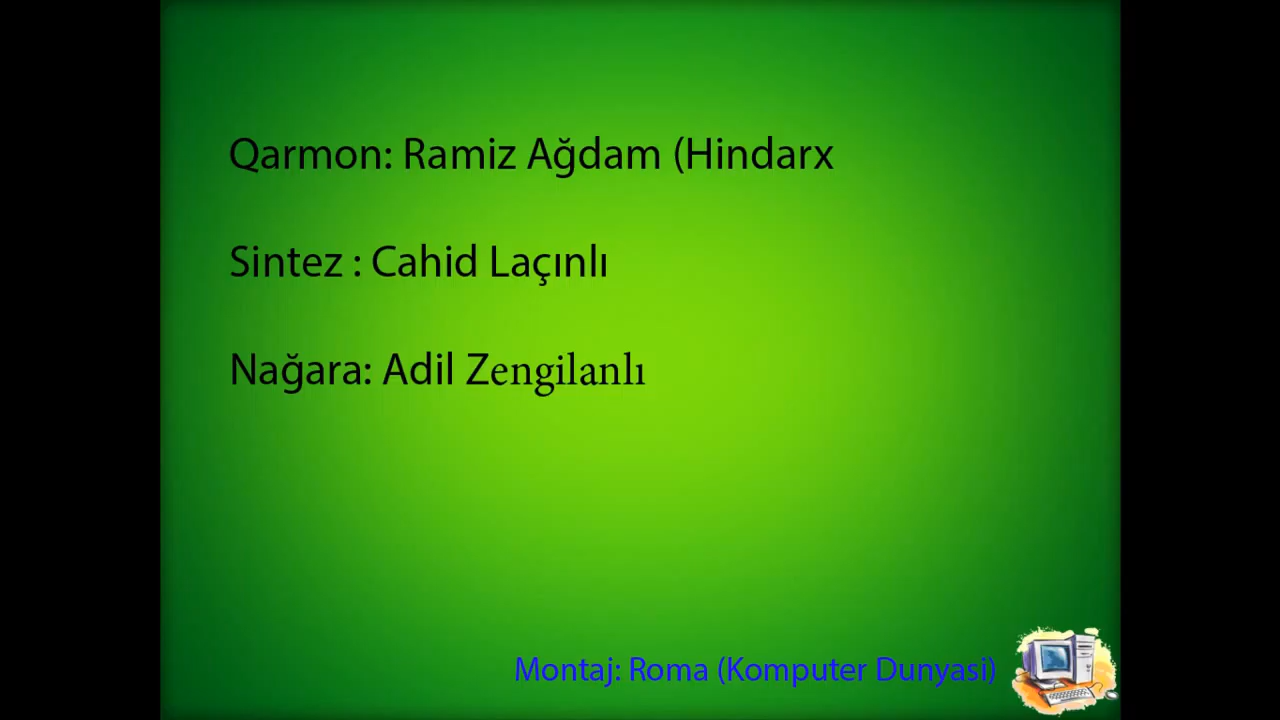 Qarmon: Ramiz Ağdam (Hindarx
Sintez : Cahid Laçınlı
Nağara: Adil Zengilanlı
Montaj: Roma (Komputer Dunyasi)